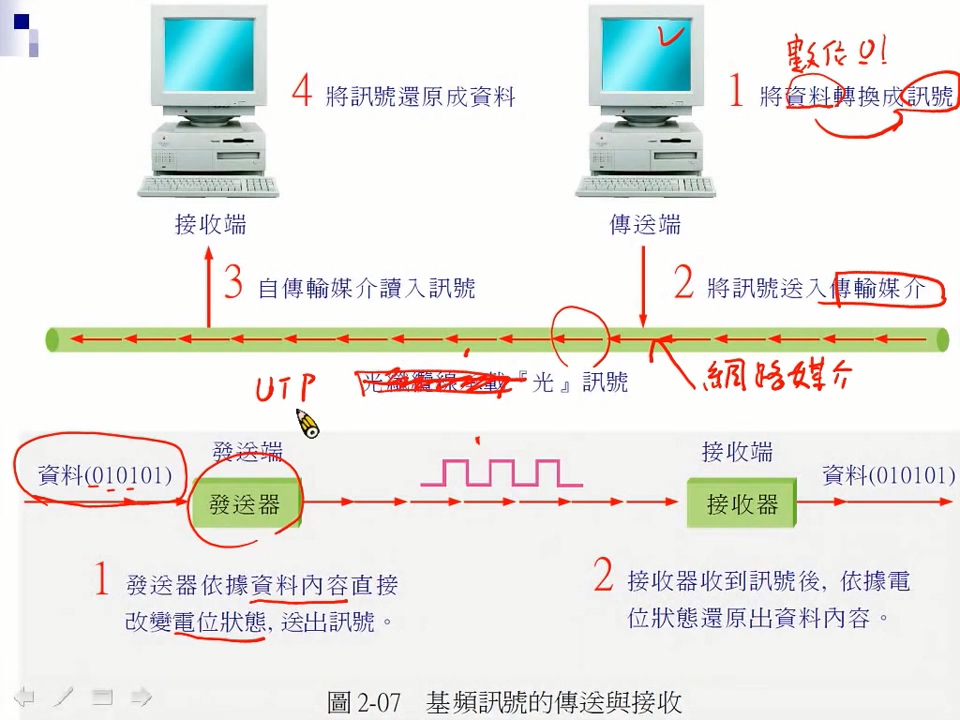 數位 01
4 將訊號還原成資料
1 將資料轉換成訊號
接收端
傳送端
3 自傳輸媒介讀入訊號
2 將訊號送入傳輸媒介
UTP
光纖纜線承載『光』訊號
網路媒介
發送端
接收端
資料(010101)
發送器
接收器
資料(010101)
1 發送器依據資料內容直接
改變電位狀態, 送出訊號。
2 接收器收到訊號後, 依據電
位狀態還原出資料內容。
圖 2-07 基頻訊號的傳送與接收